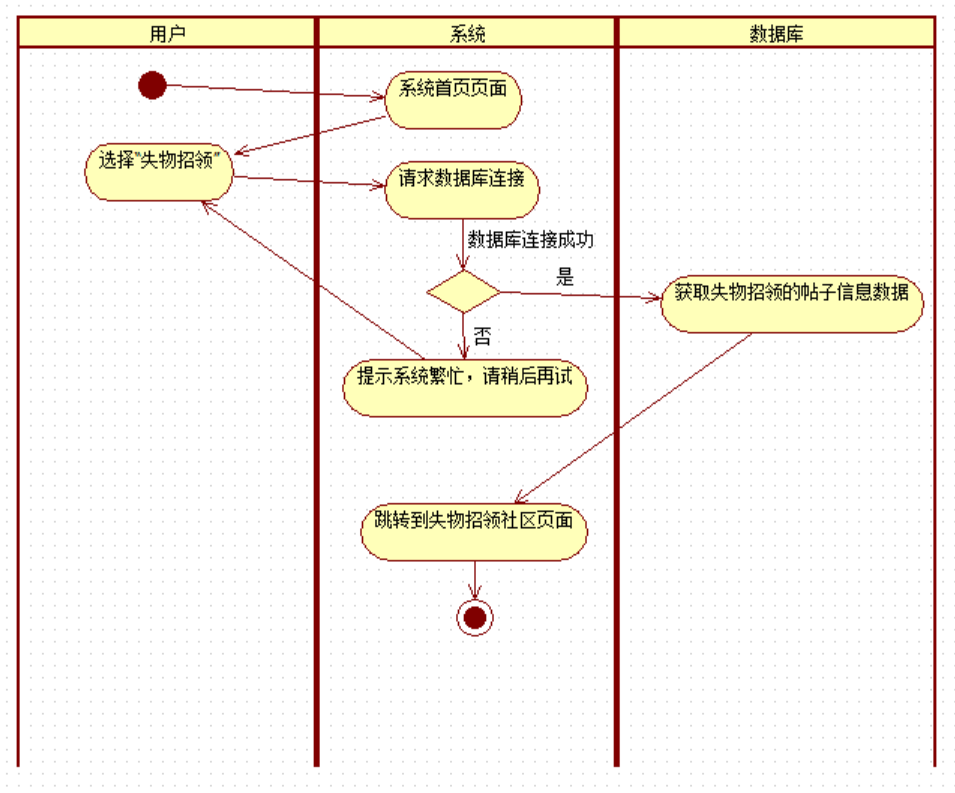 用户
系统
数据库
系统首页页面
选择"失物招领"
请求数据库连接
数据库连接成功
是
获取失物招领的帖子信息数据
否
提示系统繁忙，请稍后再试
跳转到失物招领社区页面